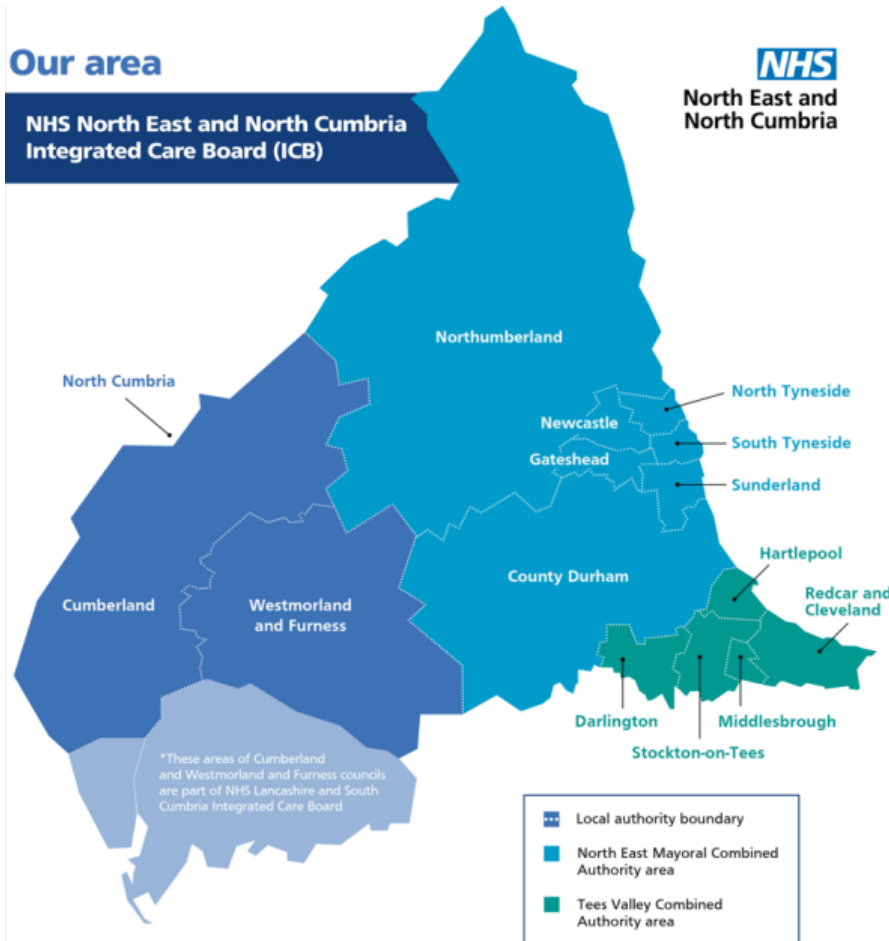 Our area
NHS
North East and
North Cumbria
NHS North East and North Cumbria
Integrated Care Board (ICB)
Northumberland
North Cumbria
North Tyneside
Newcastle
South Tyneside
Gateshead
Sunderland
Hartlepool
County Durham
Redcar and
Cleveland
Cumberland
Westmorland
and Furness
Darlington
Middlesbrough
Stockton-on-Tees
*These areas of Cumberland
and Westmorland and Furness councils
are part of NHS Lancashire and South
Cumbria Integrated Care Board
Local authority boundary
North East Mayoral Combined
Authority area
Tees Valley Combined
Authority area